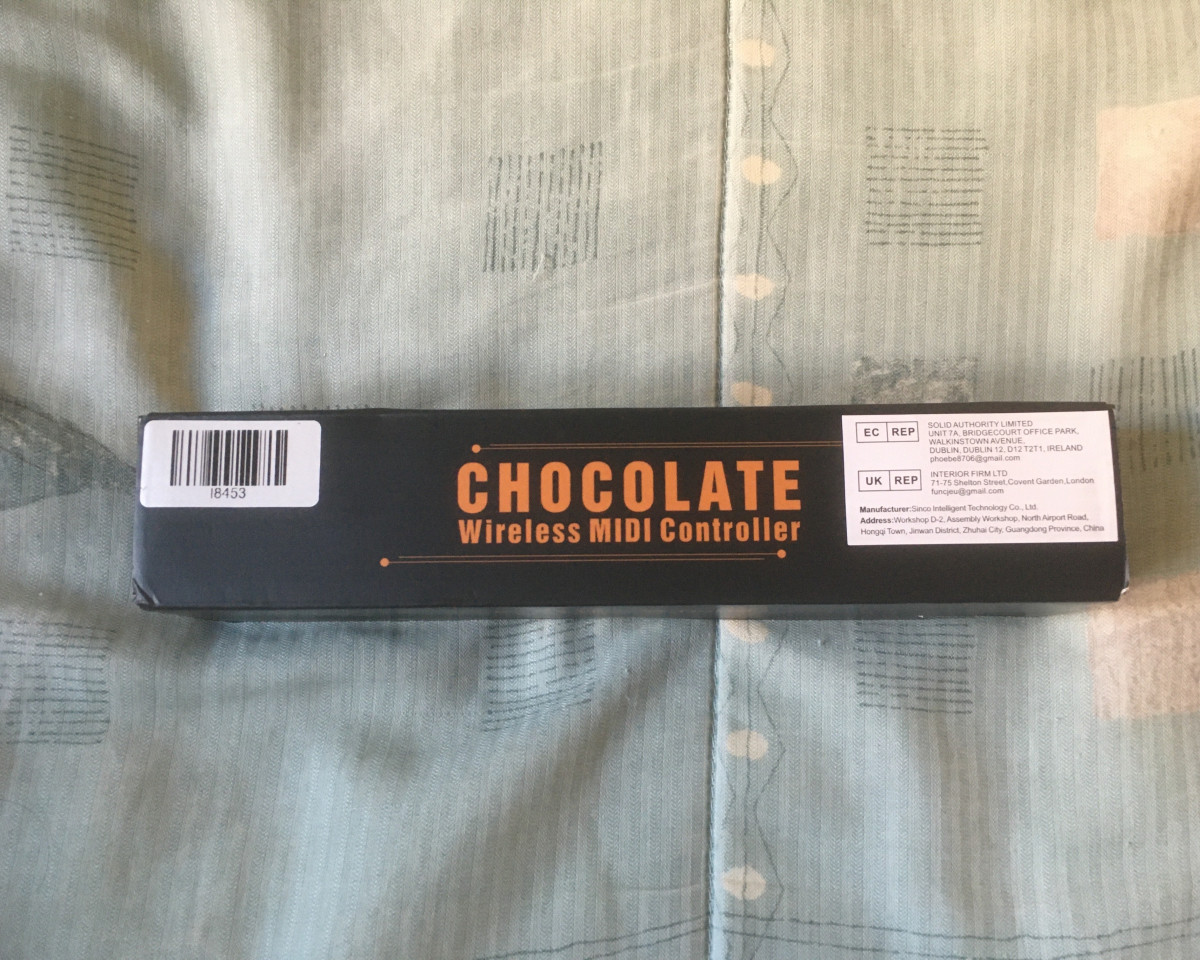 I8453
CHOCOLATE
Wireless MIDI Controller
EC REP
SOLID AUTHORITY LIMITED
UNIT 7A, BRIDGECOURT OFFICE PARK,
WALKINSTOWN AVENUE,
DUBLIN, DUBLIN 12, D12 T2T1, IRELAND
phoebe8706@gmail.com
UK REP
INTERIOR FIRM LTD
71-75 Shelton Street,Covent Garden,London
funcjeu@gmail.com
Manufacturer:Sinco Intelligent Technology Co., Ltd.
Address:Workshop D-2, Assembly Workshop, North Airport Road,
Hongqi Town, Jinwan District, Zhuhai City, Guangdong Province, China